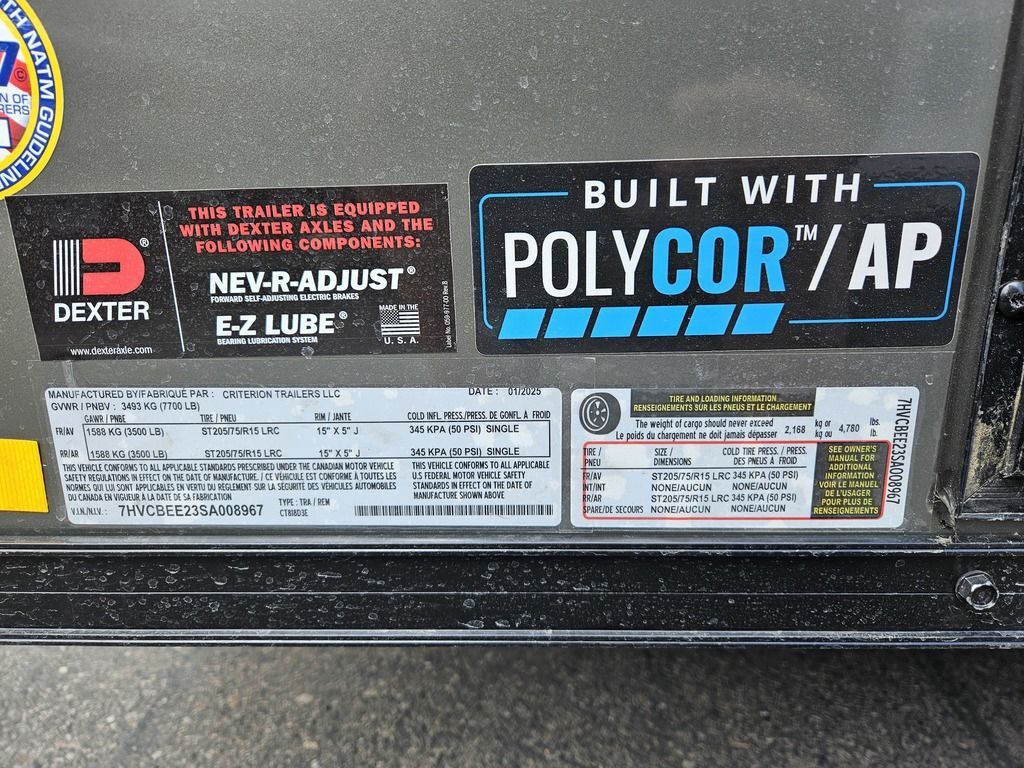 WITH NATM GUIDELIN
7
©
N OF
RERS
DEXTER®
www.dexteraxle.com
THIS TRAILER IS EQUIPPED
WITH DEXTER AXLES AND THE
FOLLOWING COMPONENTS:
NEV-R-ADJUST®
FORWARD SELF-ADJUSTING ELECTRIC BRAKES
E-Z LUBE®
BEARING LUBRICATION SYSTEM
MADE IN THE
U. S. A.
Label No. 059-977-00 Rev.B
BUILT WITH
POLYCOR™/AP
MANUFACTURED BY/FABRIQUÉ PAR : CRITERION TRAILERS LLC DATE : 01/2025
GVWR / PNBV : 3493 KG (7700 LB)
GAWR / PNBE TIRE / PNEU RIM / JANTE COLD INFL. PRESS/PRESS. DE GONFL. À FROID
FR/AV 1588 KG (3500 LB) ST205/75/R15 LRC 15" X 5" J 345 KPA (50 PSI) SINGLE
RR/AR 1588 KG (3500 LB) ST205/75/R15 LRC 15" X 5" J 345 KPA (50 PSI) SINGLE
THIS VEHICLE CONFORMS TO ALL APPLICABLE STANDARDS PRESCRIBED UNDER THE CANADIAN MOTOR VEHICLE
SAFETY REGULATIONS IN EFFECT ON THE DATE OF MANUFACTURE. / CE VÉHICULE EST CONFORME À TOUTES LES
NORMES QUI LUI SONT APPLICABLES EN VERTU DU RÈGLEMENT SUR LA SÉCURITÉ DES VÉHICULES AUTOMOBILES
DU CANADA EN VIGUEUR À LA DATE DE SA FABRICATION
THIS VEHICLE CONFORMS TO ALL APPLICABLE
U.S FEDERAL MOTOR VEHICLE SAFETY
STANDARDS IN EFFECT ON THE DATE OF
MANUFACTURE SHOWN ABOVE
V.I.N./N.I.V. : 7HVCBEE23SA008967
TYPE : TRA / REM
CT818D3E
TIRE AND LOADING INFORMATION
RENSEIGNEMENTS SUR LES PNEUS ET LE CHARGEMENT
The weight of cargo should never exceed
Le poids du chargement ne doit jamais dépasser
2,168 kg or kg ou 4,780 lbs. lb.
TIRE / PNEU SIZE / DIMENSIONS COLD TIRE PRESS. / PRESS. DES PNEUS À FROID
FR/AV ST205/75/R15 LRC 345 KPA (50 PSI)
INT/INT NONE/AUCUN NONE/AUCUN
RR/AR ST205/75/R15 LRC 345 KPA (50 PSI)
SPARE/DE SECOURS NONE/AUCUN NONE/AUCUN
SEE OWNER'S
MANUAL FOR
ADDITIONAL
INFORMATION
VOIR LE MANUEL
DE L'USAGER
POUR PLUS DE
RENSEIGNEMENTS
7HVCBEE23SA008967